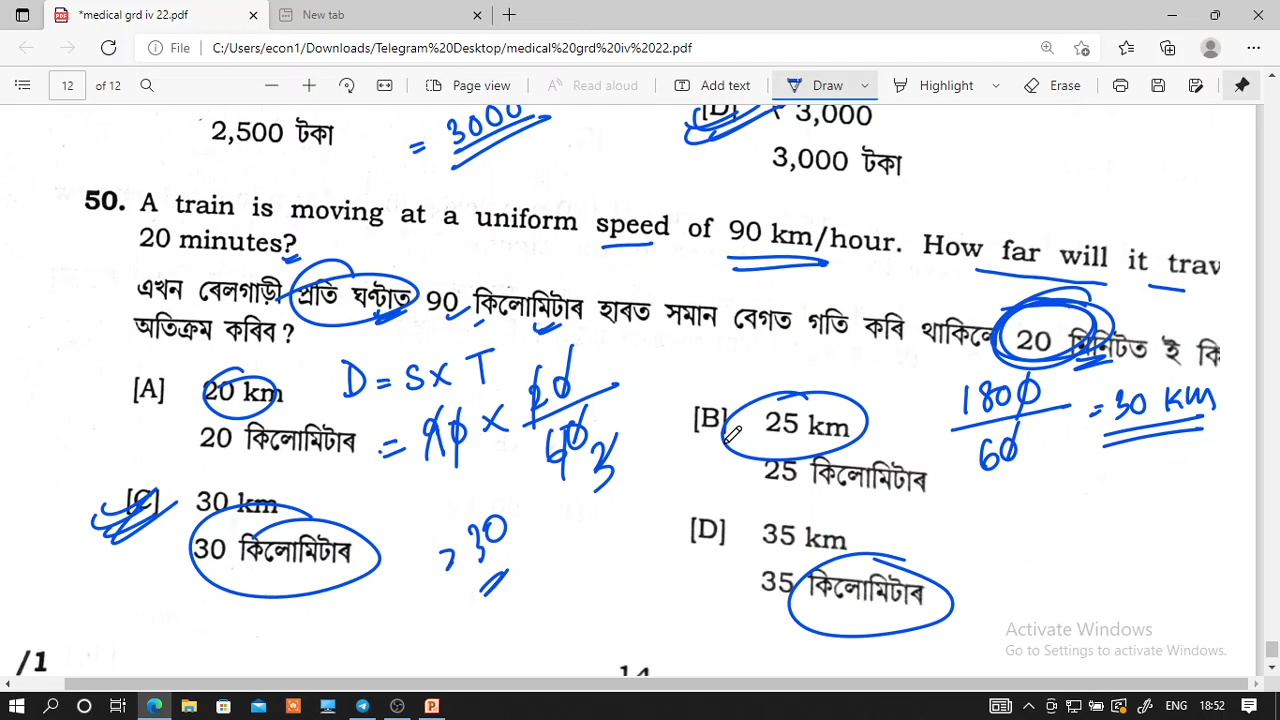 *medical grd iv 22.pdf
New tab
File
C:/Users/econ1/Downloads/Telegram%20Desktop/medical%20grd%20iv%2022.pdf
12 of 12
Page view
Read aloud
Add text
Draw
Highlight
Erase
2,500 টকা
= 3000
[D] ₹ 3,000
3,000 টকা
50. A train is moving at a uniform speed of 90 km/hour. How far will it trav
20 minutes?
এখন ৰেলগাড়ী প্ৰতি ঘণ্টাত 90 কিলোমিটাৰ হাৰত সমান বেগত গতি কৰি থাকিলে 20 মিনিটত ই কি
অতিক্ৰম কৰিব ?
D = S x T
= 90 x 20/60 3
= 30
1800/60 = 30 KM
[A] 20 km
20 কিলোমিটাৰ
[B] 25 km
25 কিলোমিটাৰ
[C] 30 km
30 কিলোমিটাৰ
[D] 35 km
35 কিলোমিটাৰ
/1
14
Activate Windows
Go to Settings to activate Windows.
ENG 18:52